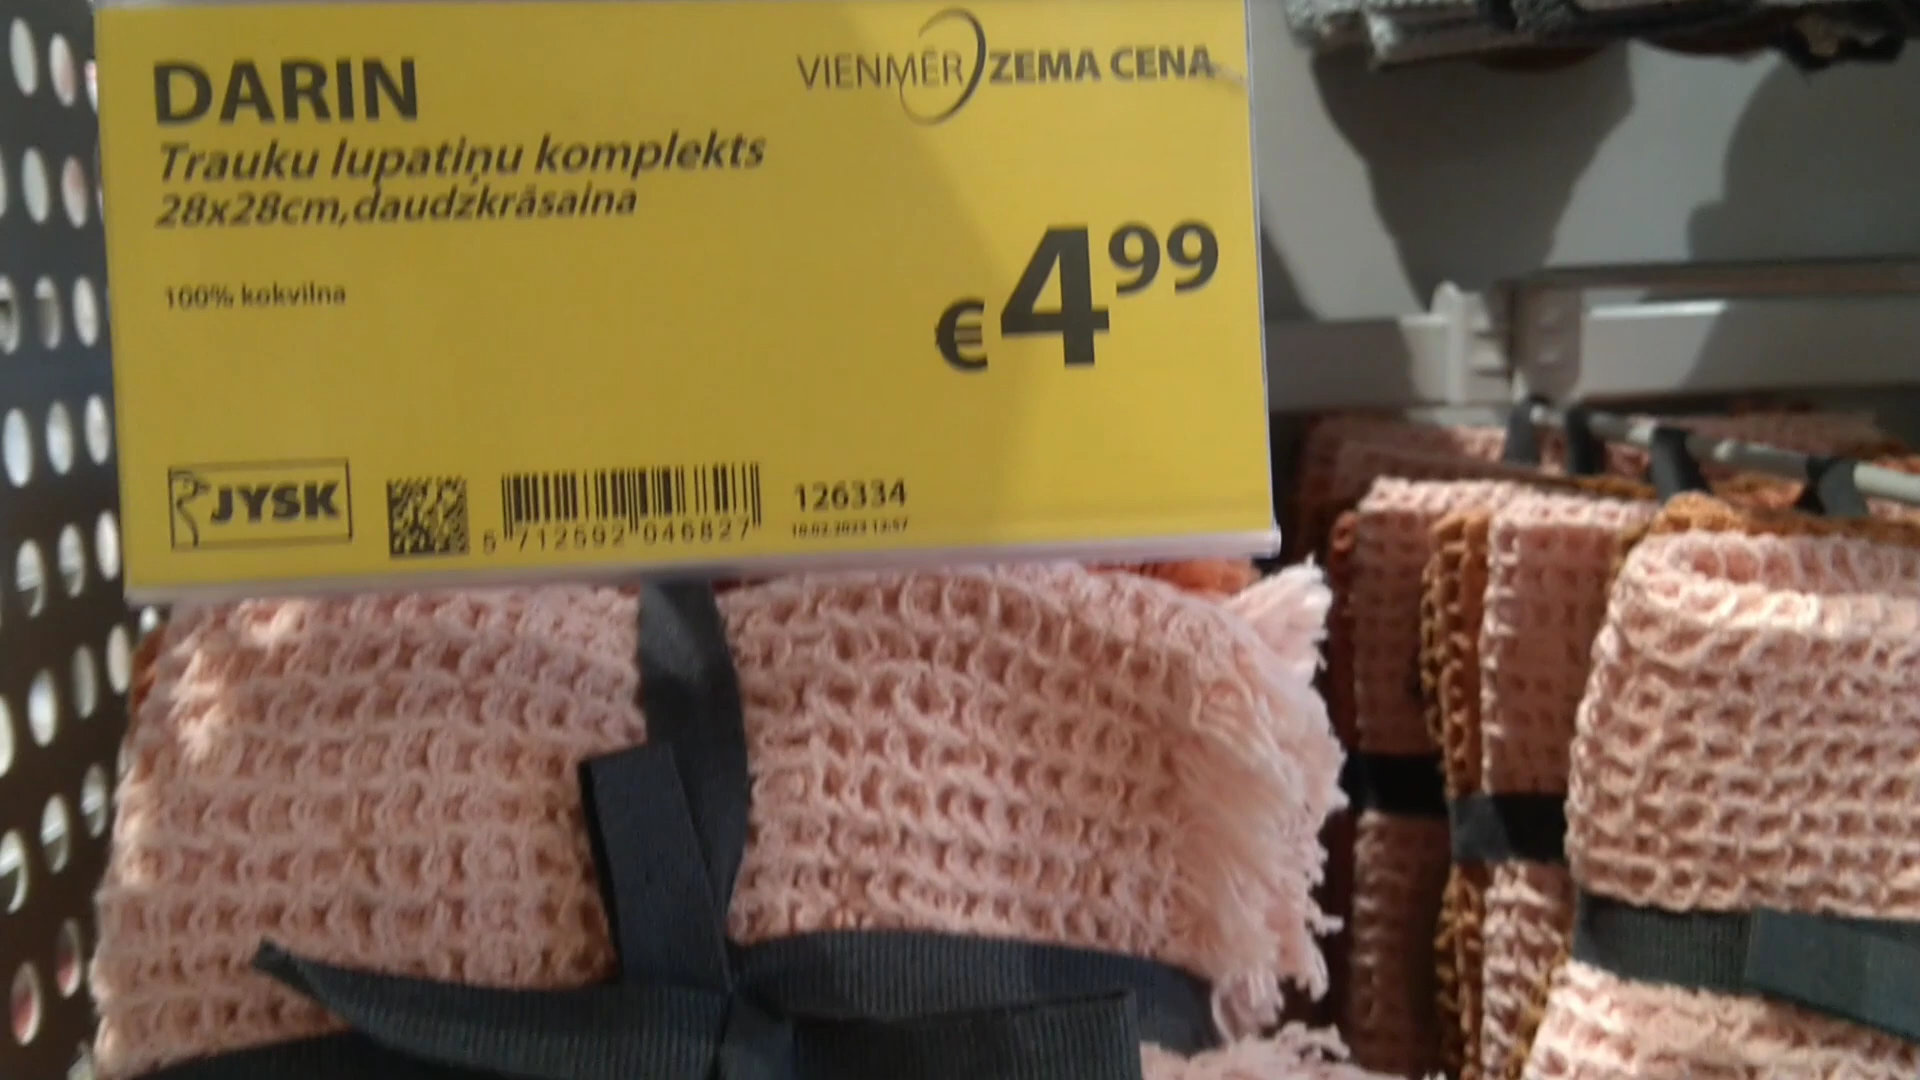 DARIN
VIENMĒR ZEMA CENA
Trauku lupatiņu komplekts
28x28cm,daudzkrāsaina
100% kokvilna
€4 99
JYSK
5 712592 046827
126334